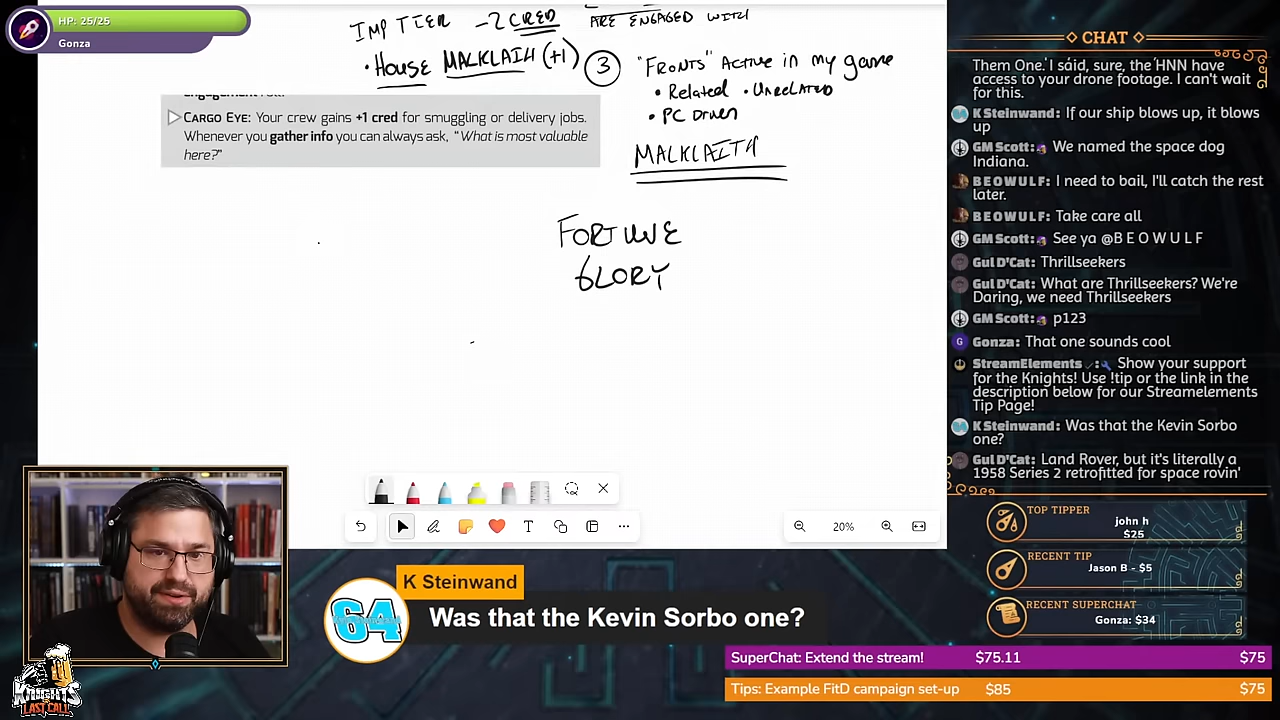 HP: 25/25
Gonza
IMP TIER -2 CRED
ARE ENGAGED WITH
• House MALKLAITH (+1)
3 "FRONTS" ACTIVE in my game
• Related • UNRELATED
• PC DRIVEN
MALKLAITH
CARGO EYE: Your crew gains +1 cred for smuggling or delivery jobs.
Whenever you gather info you can always ask, "What is most valuable
here?"
FORTUNE
GLORY
20%
K Steinwand
64
Was that the Kevin Sorbo one?
KNIGHTS
LAST CALL
CHAT
Them One.' I said, sure, the HNN have
access to your drone footage. I can't wait
for this.
K Steinwand: If our ship blows up, it blows
up
GM Scott: We named the space dog
Indiana.
BEOWULF: I need to bail, I'll catch the rest
later.
BEOWULF: Take care all
GM Scott: See ya @B E O W U L F
Gul D'Cat: Thrillseekers
Gul D'Cat: What are Thrillseekers? We're
Daring, we need Thrillseekers
GM Scott: p123
Gonza: That one sounds cool
StreamElements: Show your support
for the Knights! Use !tip or the link in the
description below for our Streamelements
Tip Page!
K Steinwand: Was that the Kevin Sorbo
one?
Gul D'Cat: Land Rover, but it's literally a
1958 Series 2 retrofitted for space rovin'
TOP TIPPER
john h
$25
RECENT TIP
Jason B - $5
RECENT SUPERCHAT
Gonza: $34
SuperChat: Extend the stream! $75.11 $75
Tips: Example FitD campaign set-up $85 $75